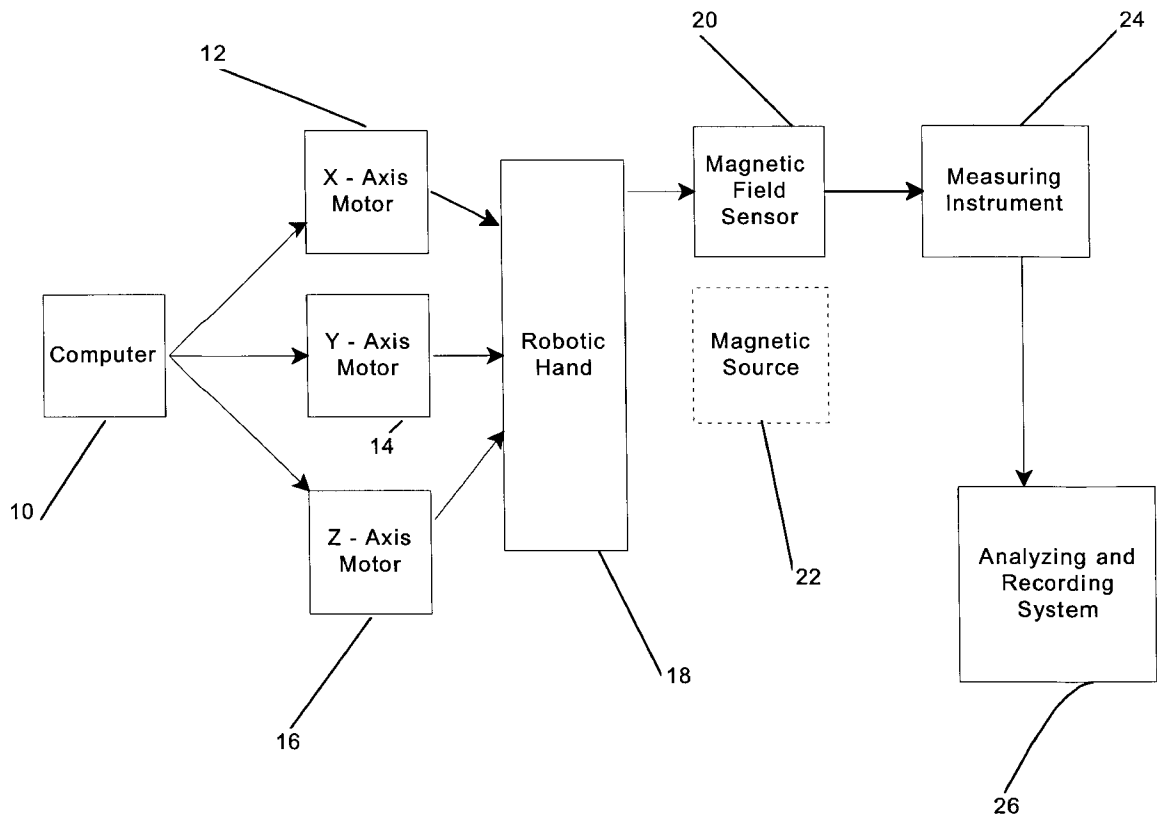 20
24
12
X - Axis
Motor
Magnetic
Field
Sensor
Measuring
Instrument
Computer
Y - Axis
Motor
Robotic
Hand
Magnetic
Source
14
10
Z - Axis
Motor
22
Analyzing and
Recording
System
18
16
26